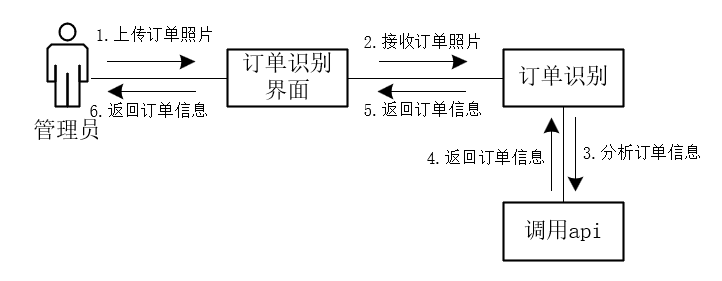 1.上传订单照片
2.接收订单照片
订单识别
界面
订单识别
6.返回订单信息
5.返回订单信息
管理员
4.返回订单信息
3.分析订单信息
调用api